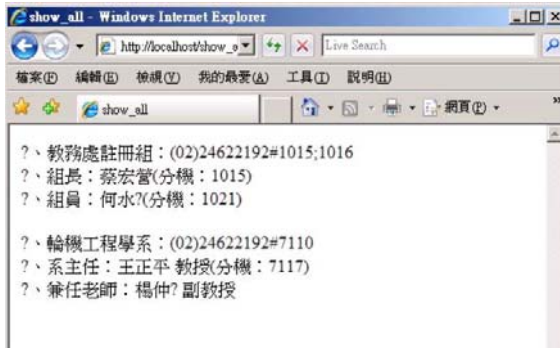 show_all - Windows Internet Explorer
http://localhost/show_a
Live Search
檔案(F) 編輯(E) 檢視(V) 我的最愛(A) 工具(T) 說明(H)
show_all
網頁(P)
?、教務處註冊組：(02)24622192#1015;1016
?、組長：蔡宏營(分機：1015)
?、組員：何水?(分機：1021)
?、輪機工程學系：(02)24622192#7110
?、系主任：王正平 教授(分機：7117)
?、兼任老師：楊仲? 副教授